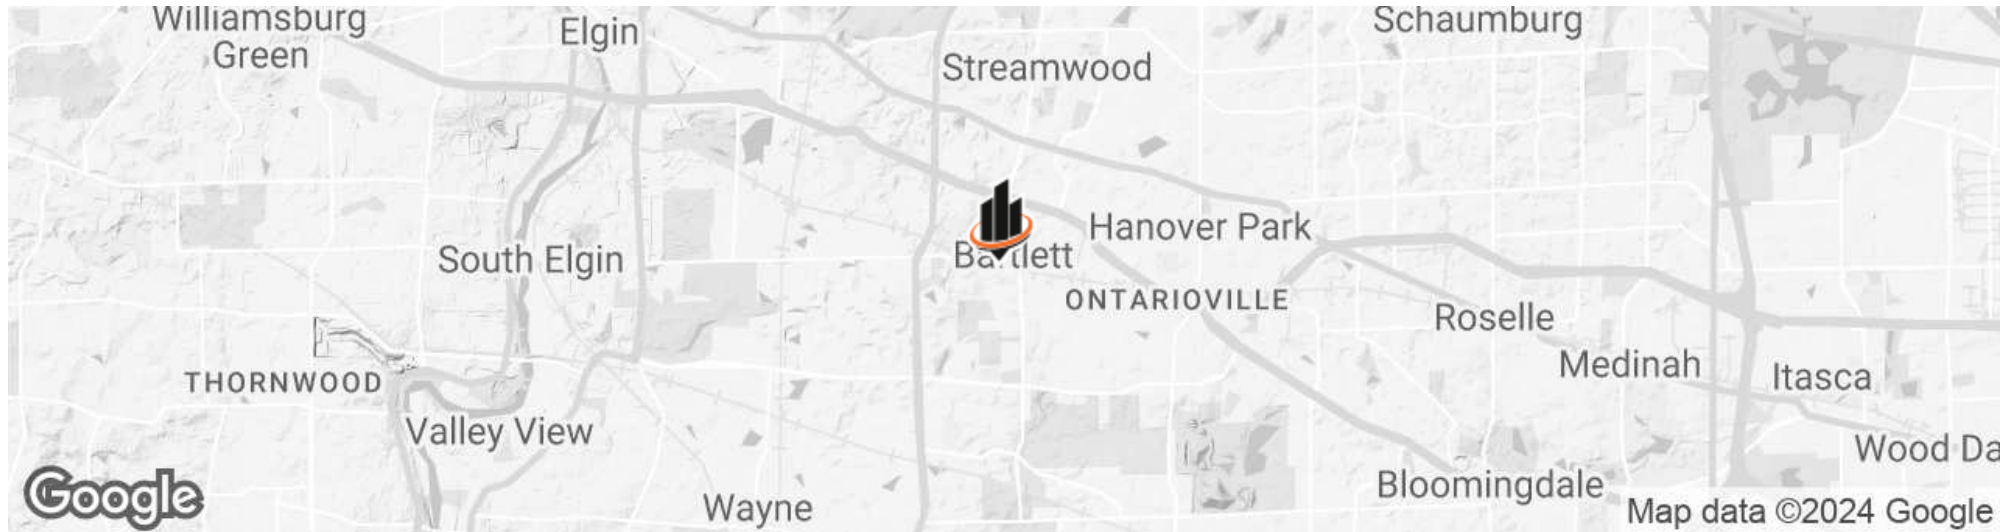 Williamsburg
Green
Elgin
Schaumburg
Streamwood
Hanover Park
Bartlett
South Elgin
ONTARIOVILLE
Roselle
Medinah
Itasca
THORNWOOD
Valley View
Wood Da
Bloomingdale
Wayne
Google
Map data ©2024 Google